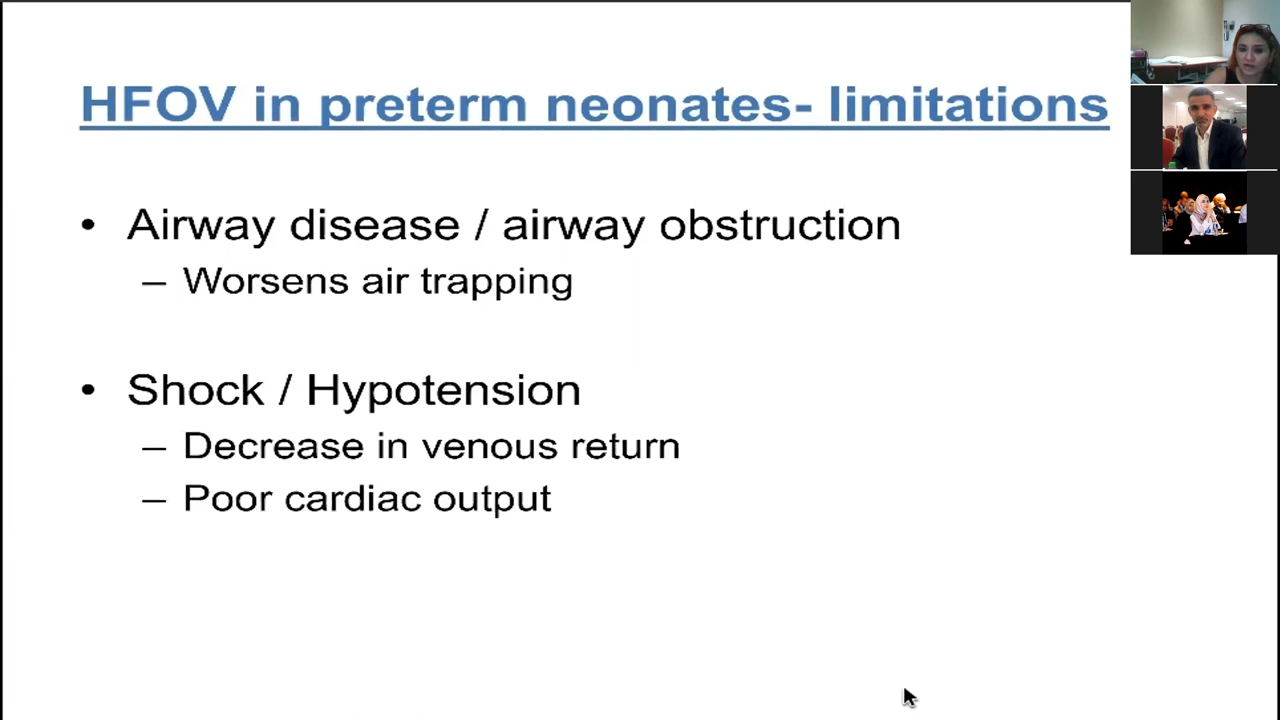 HFOV in preterm neonates- limitations
• Airway disease / airway obstruction
– Worsens air trapping
• Shock / Hypotension
– Decrease in venous return
– Poor cardiac output